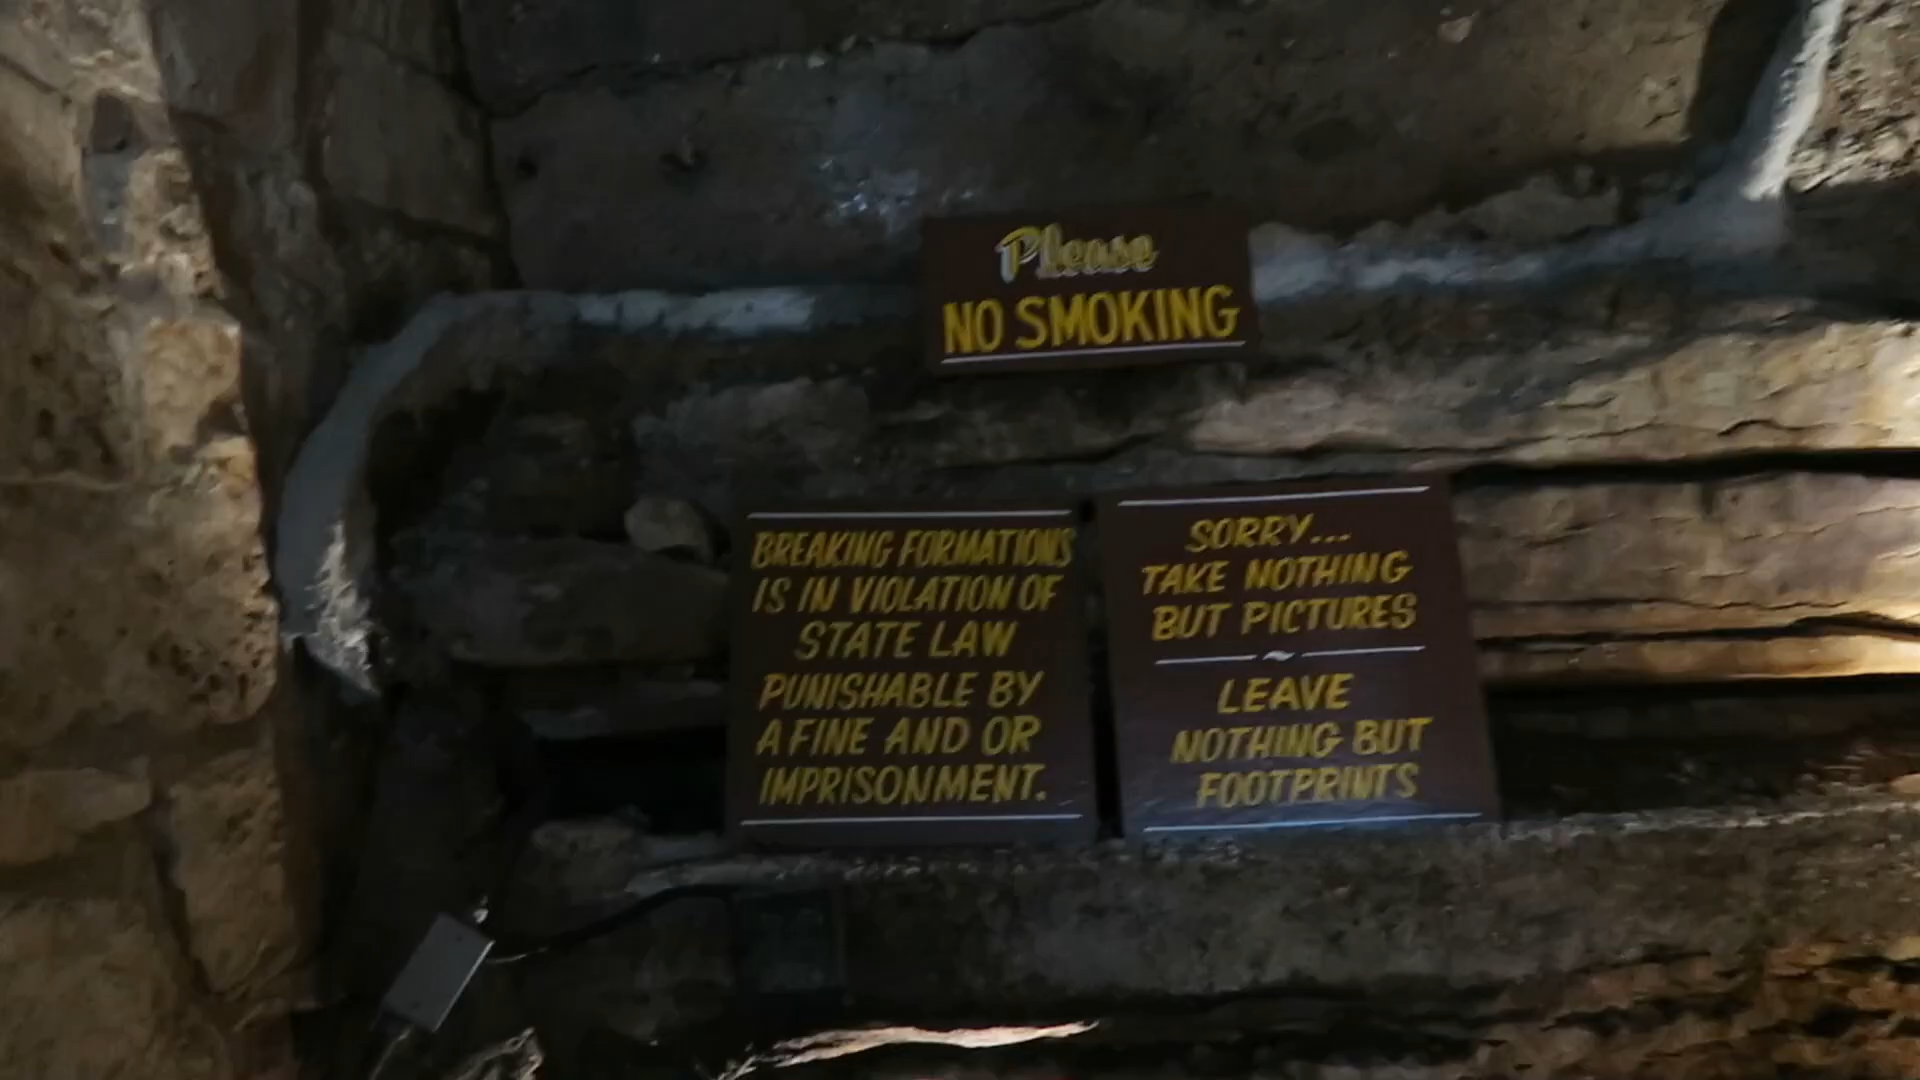 Please
NO SMOKING
BREAKING FORMATIONS
IS IN VIOLATION OF
STATE LAW
PUNISHABLE BY
A FINE AND OR
IMPRISONMENT.
SORRY...
TAKE NOTHING
BUT PICTURES
LEAVE
NOTHING BUT
FOOTPRINTS